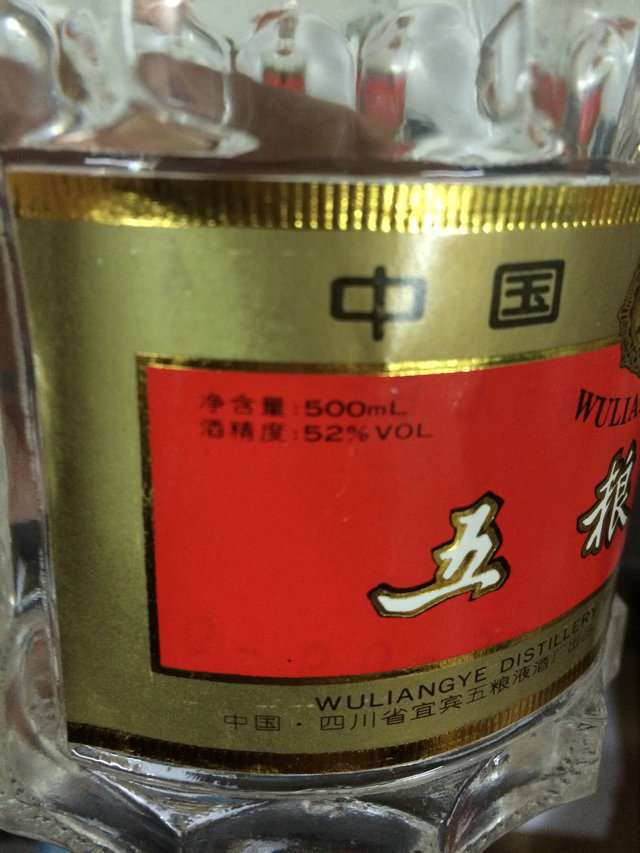 中国
净含量:500mL
酒精度:52%VOL
五粮
WULIANGYE DISTILLERY
中国·四川省宜宾五粮液酒厂出